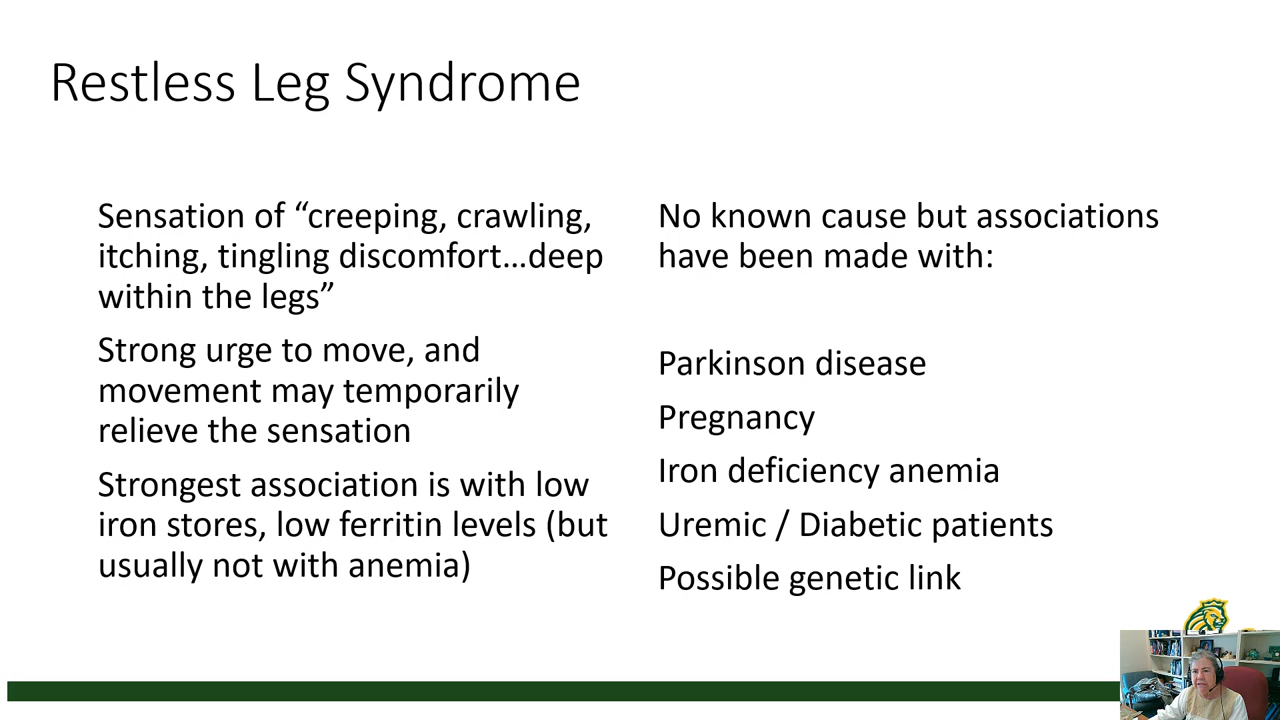 Restless Leg Syndrome
Sensation of “creeping, crawling,
itching, tingling discomfort…deep
within the legs”
Strong urge to move, and
movement may temporarily
relieve the sensation
Strongest association is with low
iron stores, low ferritin levels (but
usually not with anemia)
No known cause but associations
have been made with:
Parkinson disease
Pregnancy
Iron deficiency anemia
Uremic / Diabetic patients
Possible genetic link